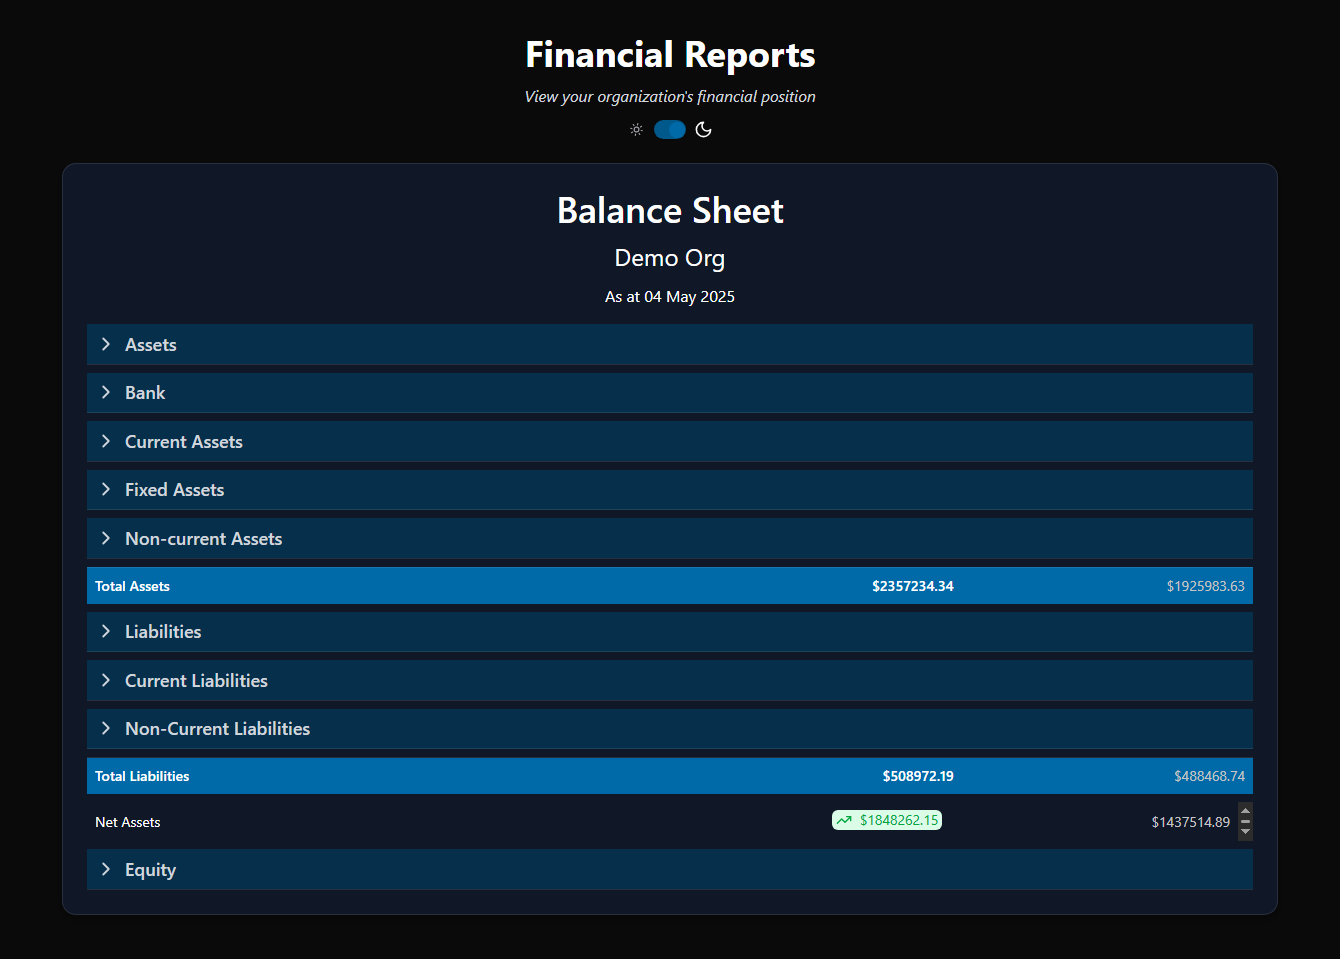 Financial Reports
View your organization's financial position
Balance Sheet
Demo Org
As at 04 May 2025
Assets
Bank
Current Assets
Fixed Assets
Non-current Assets
Total Assets $2357234.34 $1925983.63
Liabilities
Current Liabilities
Non-Current Liabilities
Total Liabilities $508972.19 $488468.74
Net Assets $1848262.15 $1437514.89
Equity